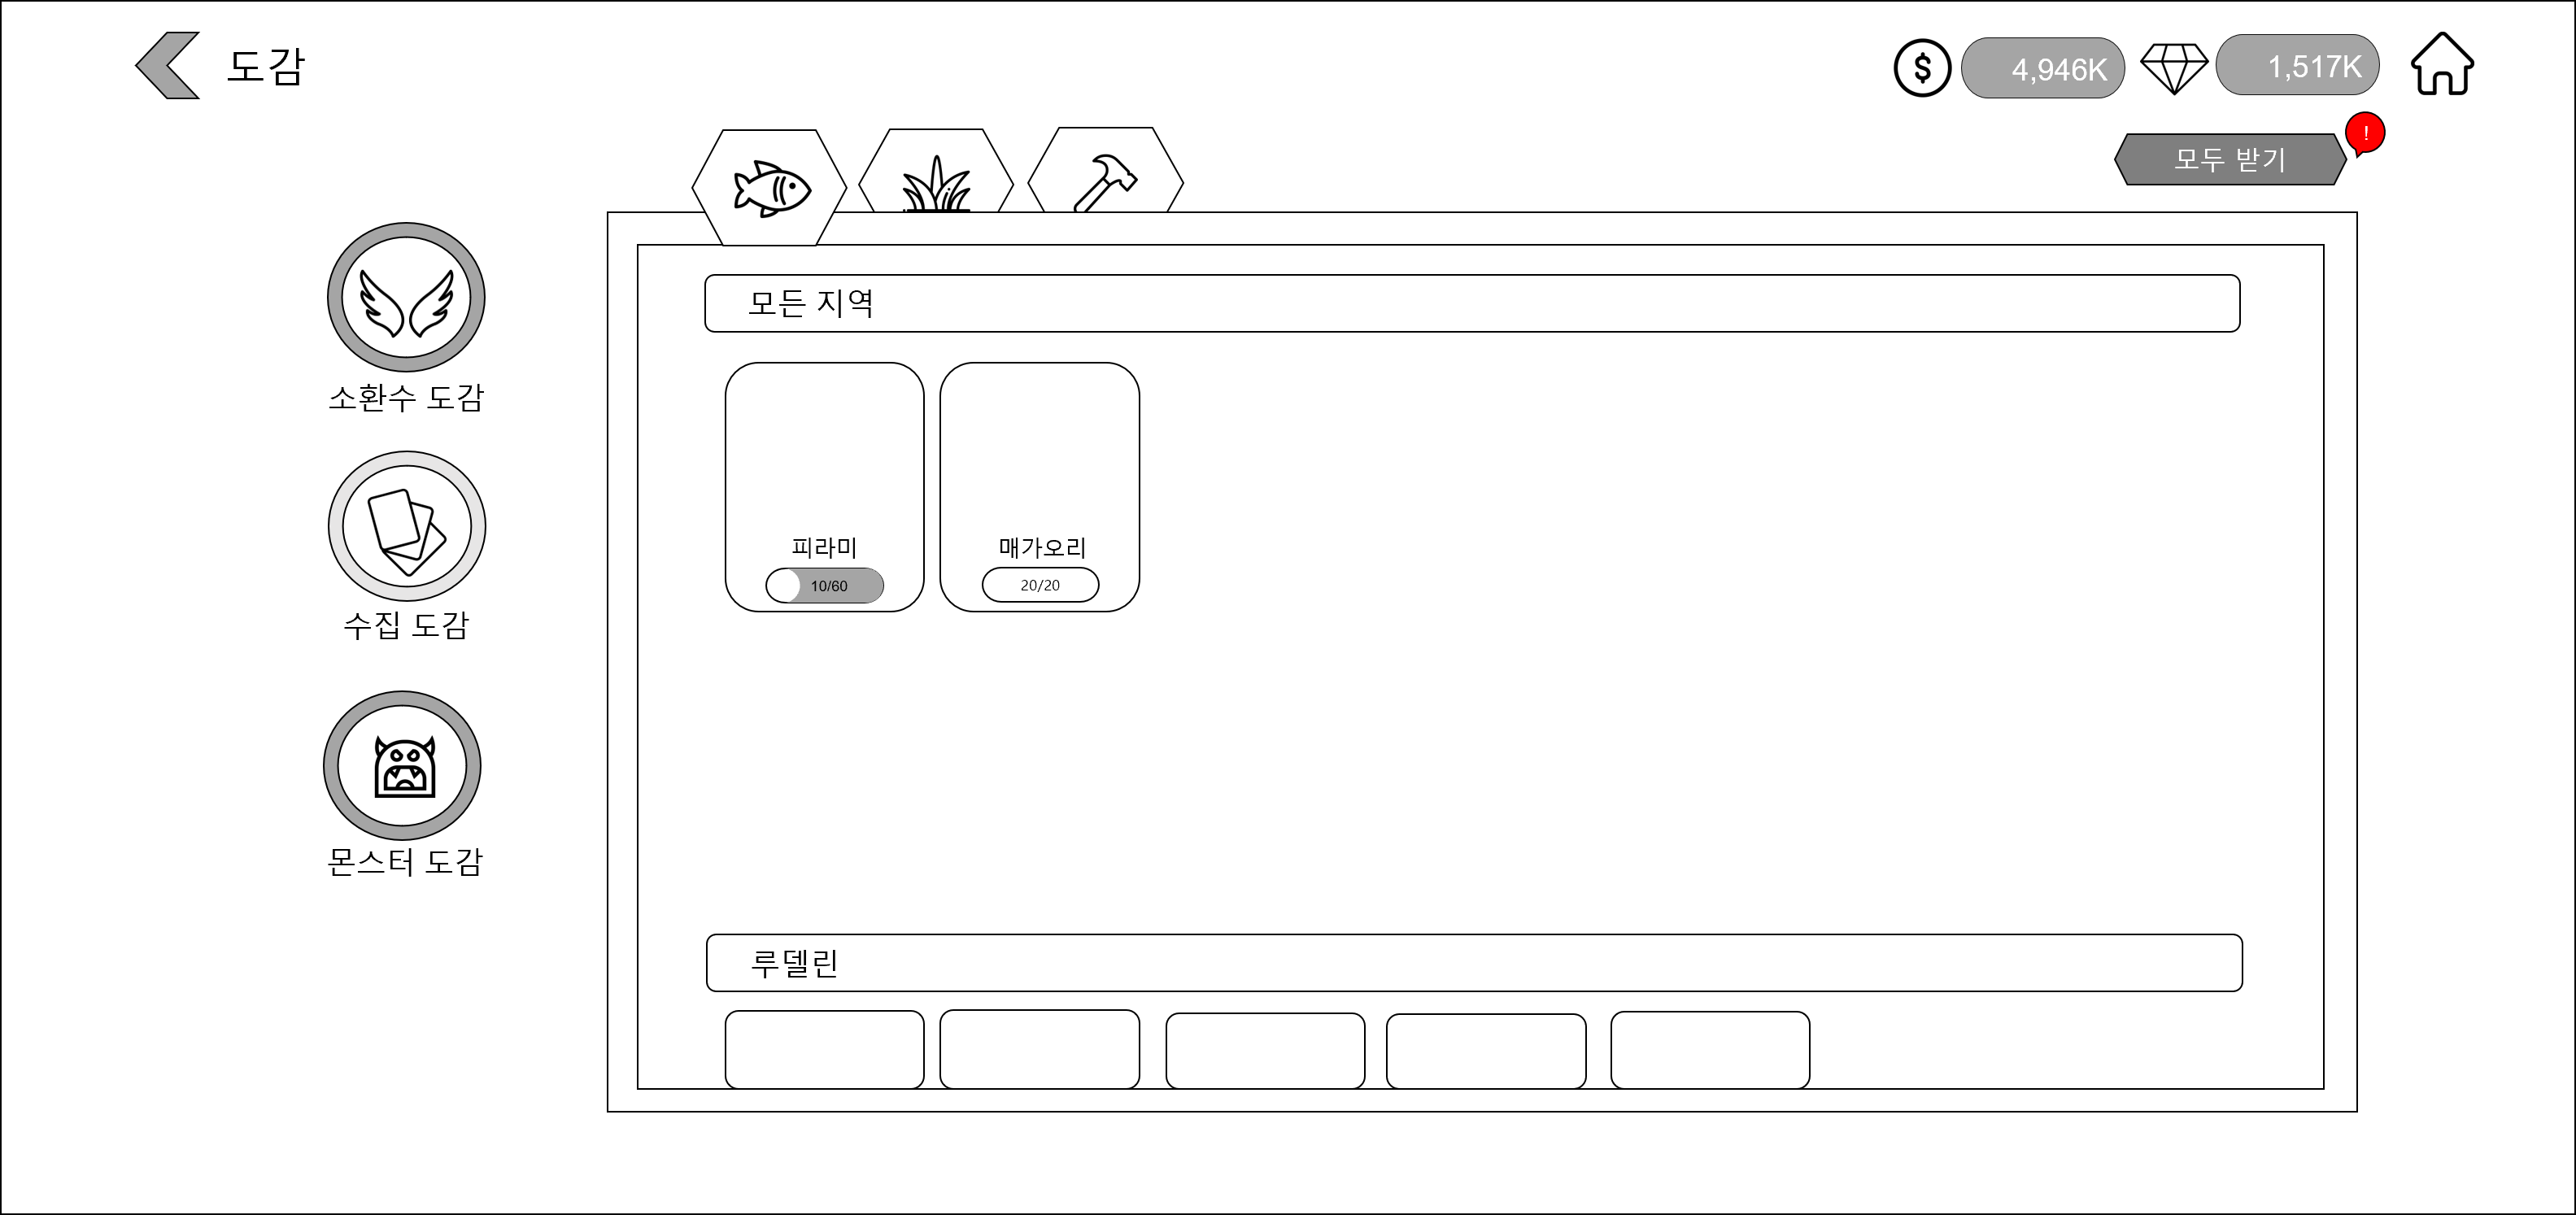 도감
4,946K
1,517K
모두 받기
!
소환수 도감
수집 도감
몬스터 도감
모든 지역
피라미
10/60
매가오리
20/20
루델린